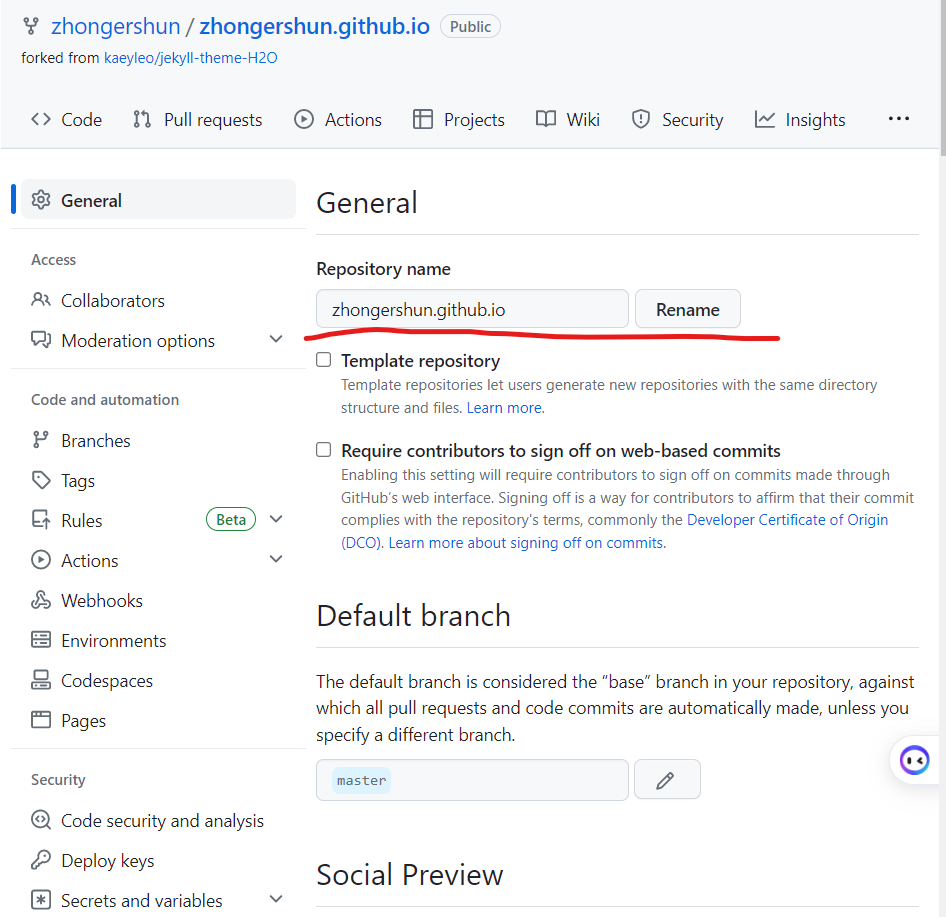 zhongershun / zhongershun.github.io Public
forked from kaeyleo/jekyll-theme-H2O
Code Pull requests Actions Projects Wiki Security Insights ...
General
Access
Collaborators
Moderation options
Code and automation
Branches
Tags
Rules Beta
Actions
Webhooks
Environments
Codespaces
Pages
Security
Code security and analysis
Deploy keys
Secrets and variables
General
Repository name
zhongershun.github.io Rename
Template repository
Template repositories let users generate new repositories with the same directory
structure and files. Learn more.
Require contributors to sign off on web-based commits
Enabling this setting will require contributors to sign off on commits made through
GitHub's web interface. Signing off is a way for contributors to affirm that their commit
complies with the repository's terms, commonly the Developer Certificate of Origin
(DCO). Learn more about signing off on commits.
Default branch
The default branch is considered the “base” branch in your repository, against
which all pull requests and code commits are automatically made, unless you
specify a different branch.
master
Social Preview